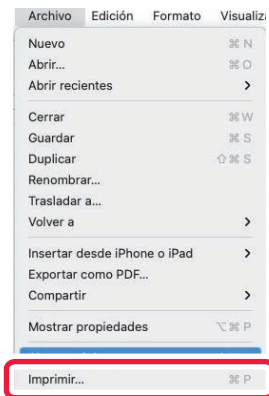 Archivo Edición Formato
Nuevo ⌘ N
Abrir... ⌘ O
Abrir recientes >
Cerrar ⌘ W
Guardar ⌘ S
Duplicar ⇧ ⌘ S
Renombrar...
Trasladar a...
Volver a >
Insertar desde iPhone o iPad >
Exportar como PDF...
Compartir >
Mostrar propiedades ⌥ ⌘ P
Imprimir... ⌘ P